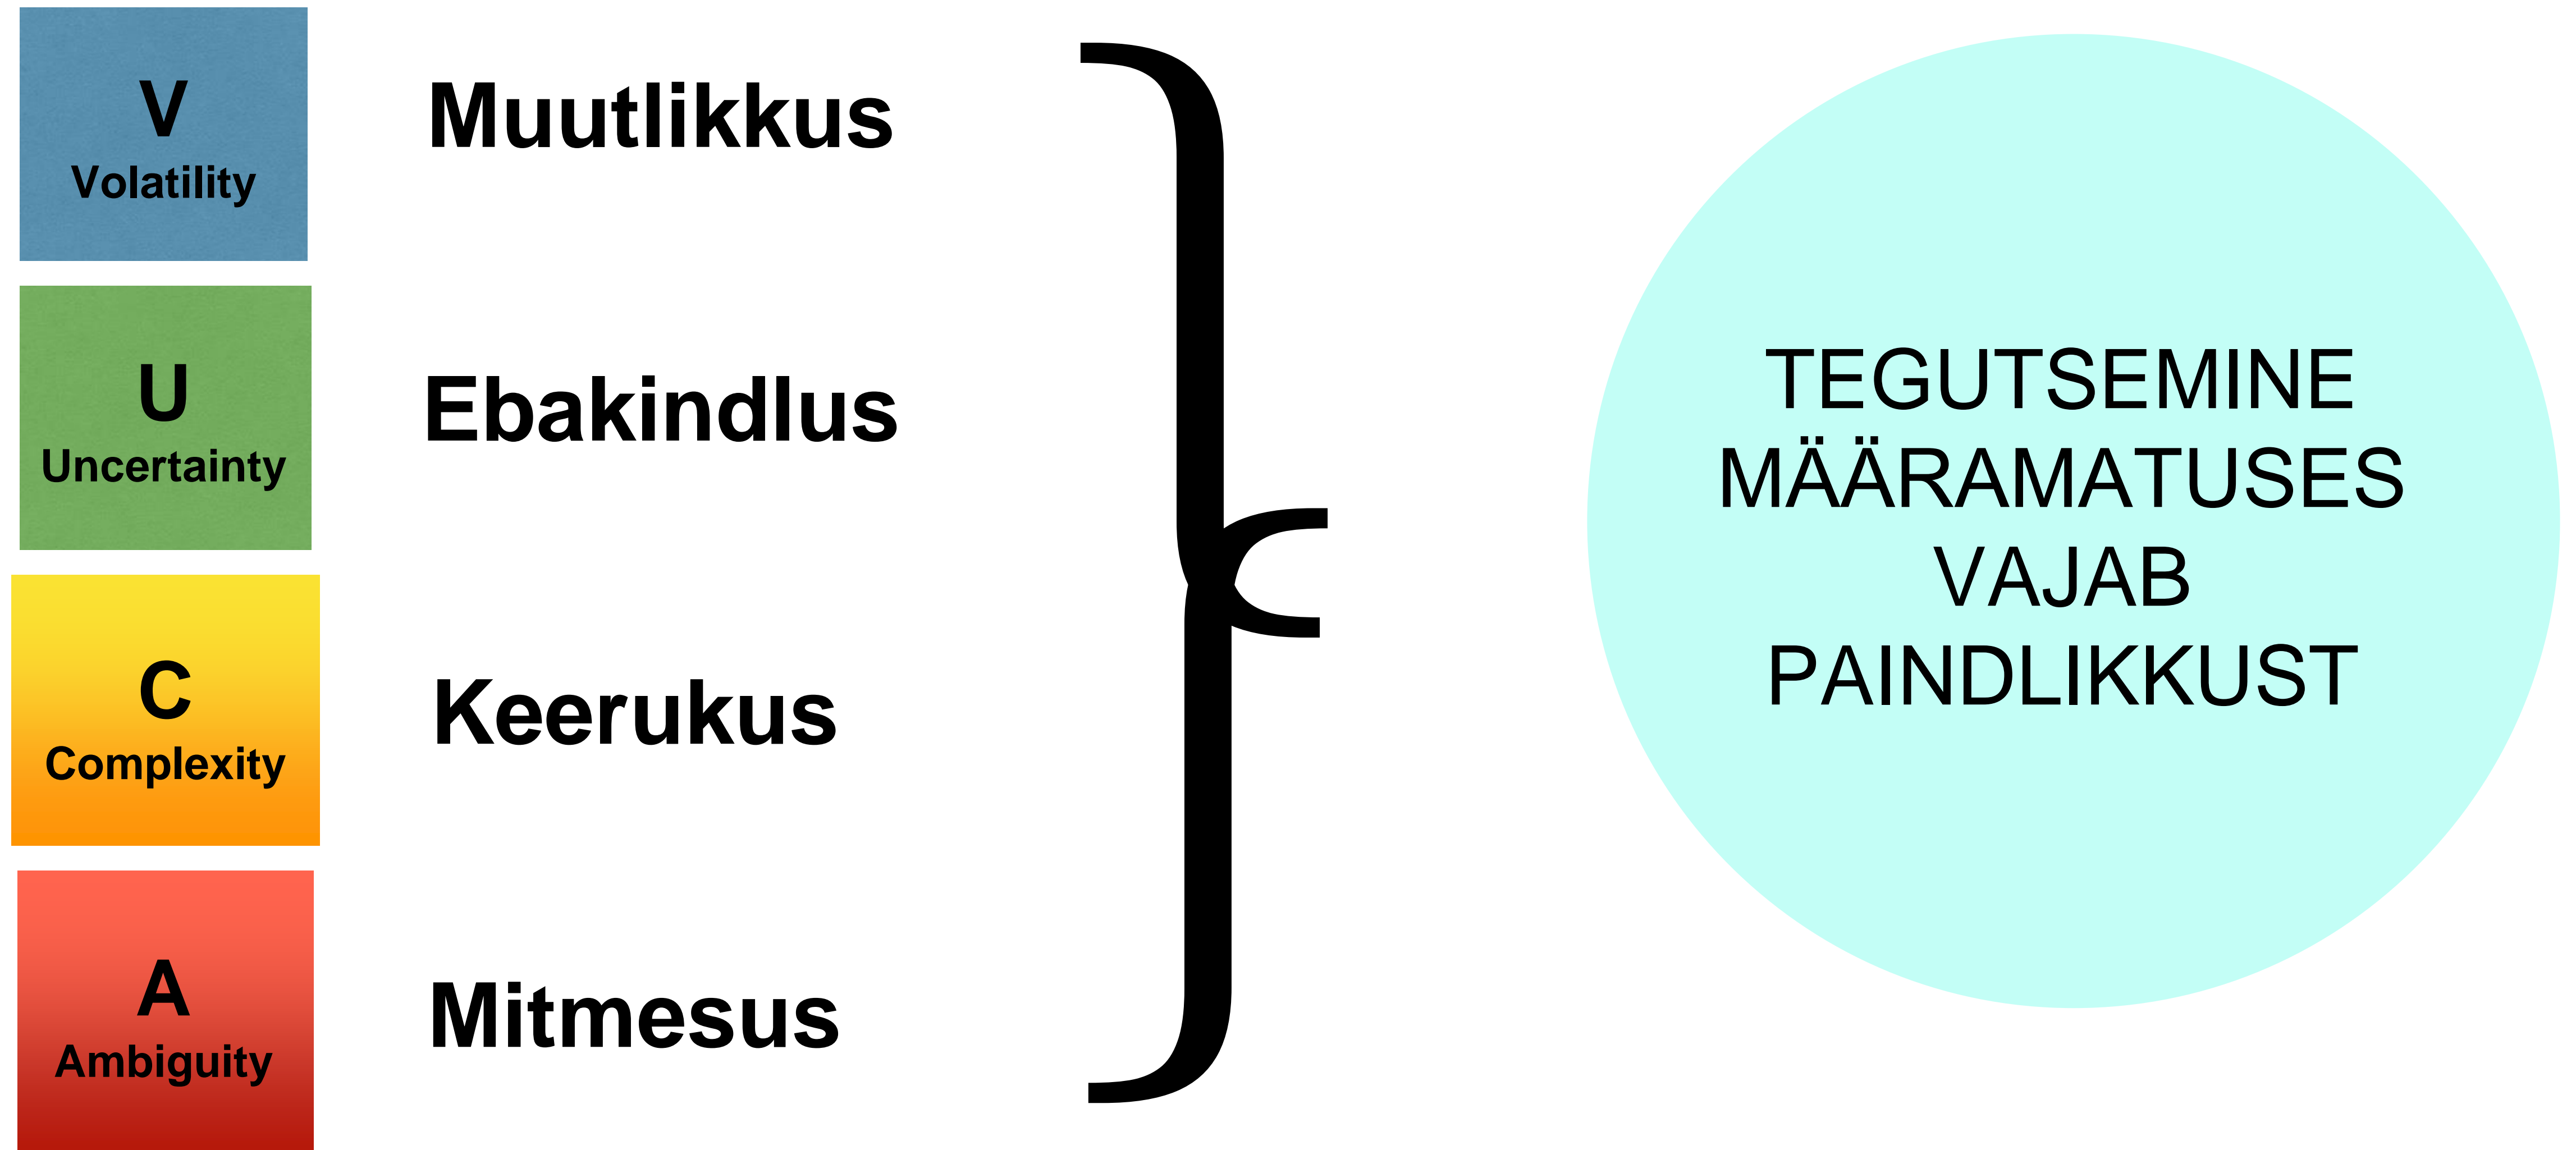 V
Volatility
Muutlikkus
U
Uncertainty
Ebakindlus
C
Complexity
Keerukus
A
Ambiguity
Mitmesus
TEGUTSEMINE
MÄÄRAMATUSES
VAJAB
PAINDLIKKUST